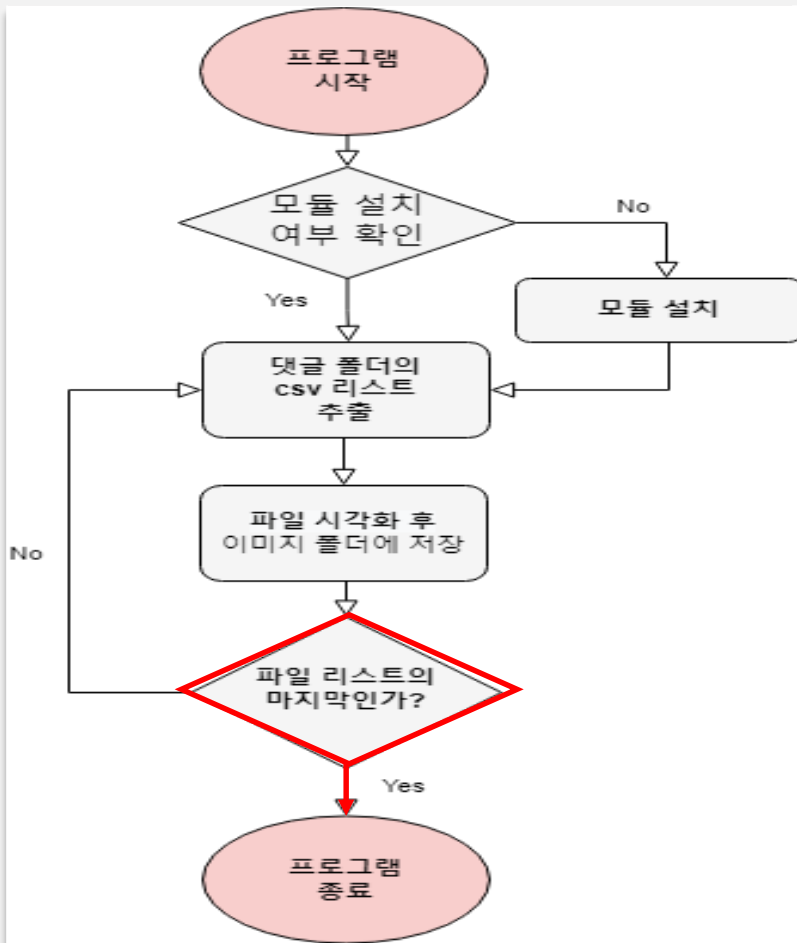 프로그램
시작
모듈 설치
여부 확인
No
Yes
모듈 설치
댓글 폴더의
csv 리스트
추출
파일 시각화 후
이미지 폴더에 저장
No
파일 리스트의
마지막인가?
Yes
프로그램
종료